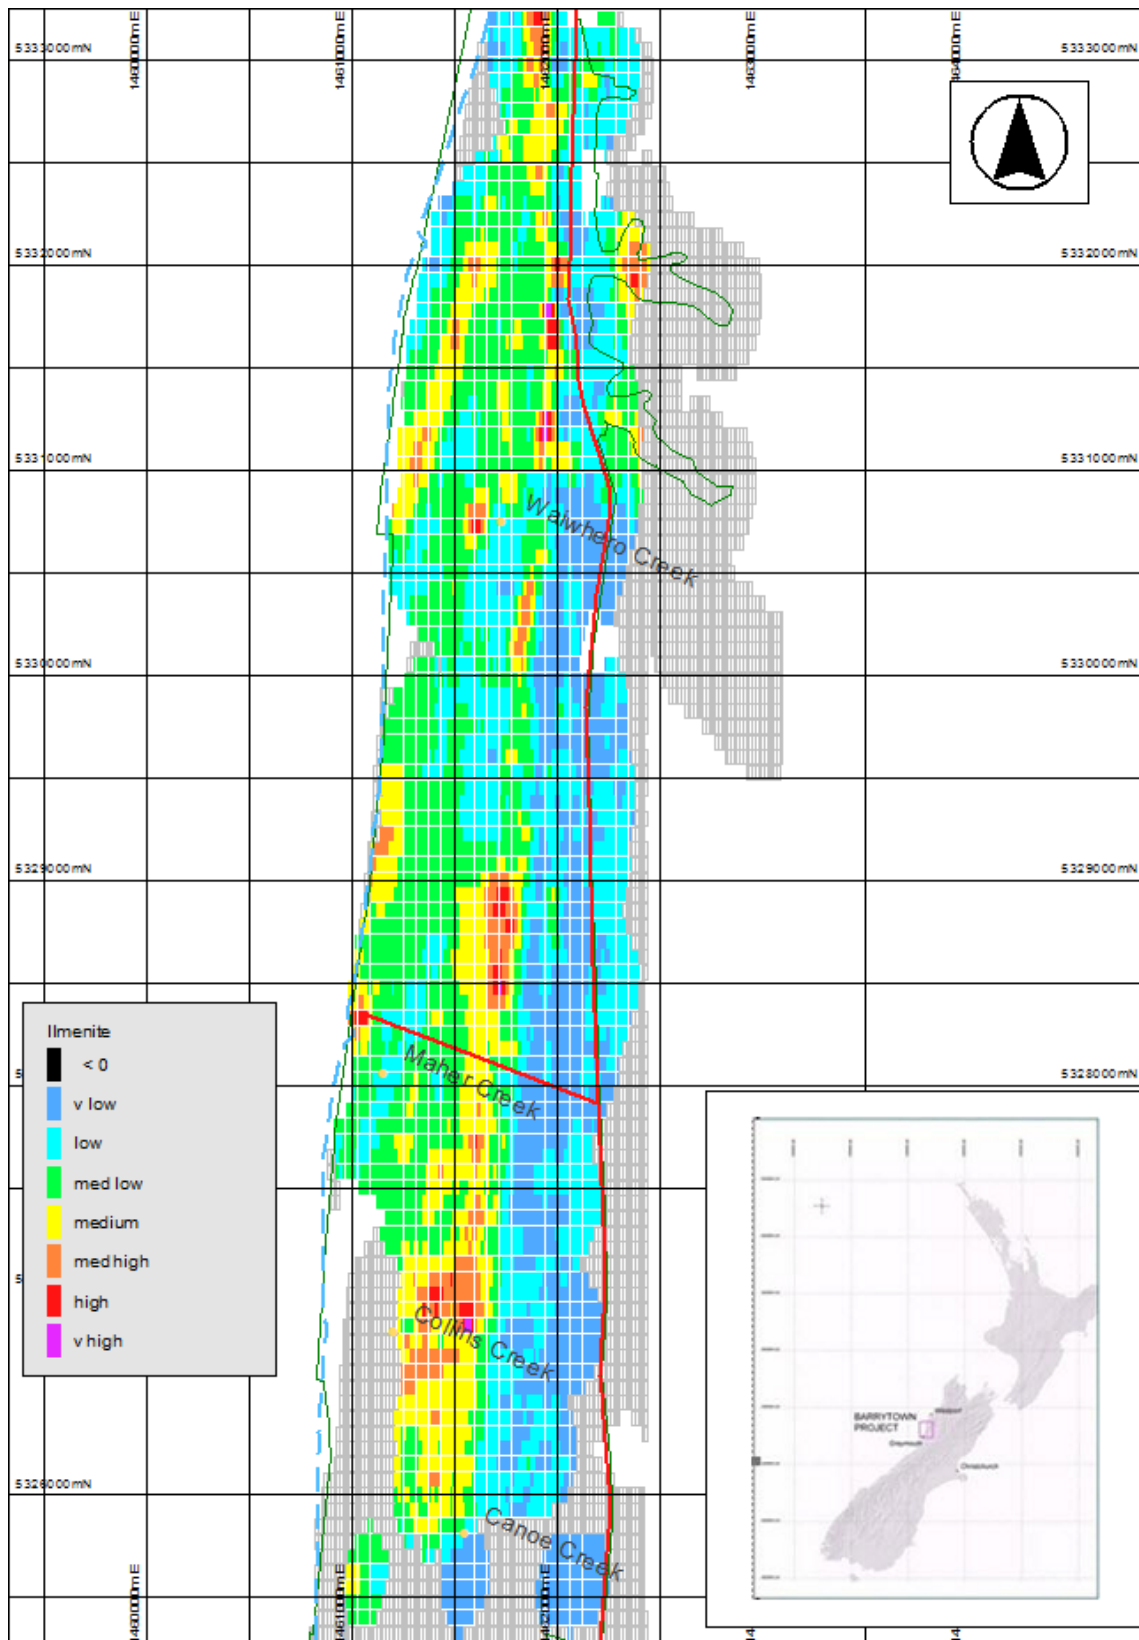 5333000mN
1460000mE
1461000mE
1462000mE
1463000mE
1464000mE
5333000mN
5332000mN
5332000mN
5331000mN
5331000mN
Waiwhero Creek
5330000mN
5330000mN
5329000mN
5329000mN
Ilmenite
< 0
v low
low
med low
medium
med high
high
v high
Maher Creek
5328000mN
Collins Creek
5326000mN
Canoe Creek
1460000mE
1461000mE
1462000mE
BARRYTOWN
PROJECT
Westport
Greymouth
Christchurch